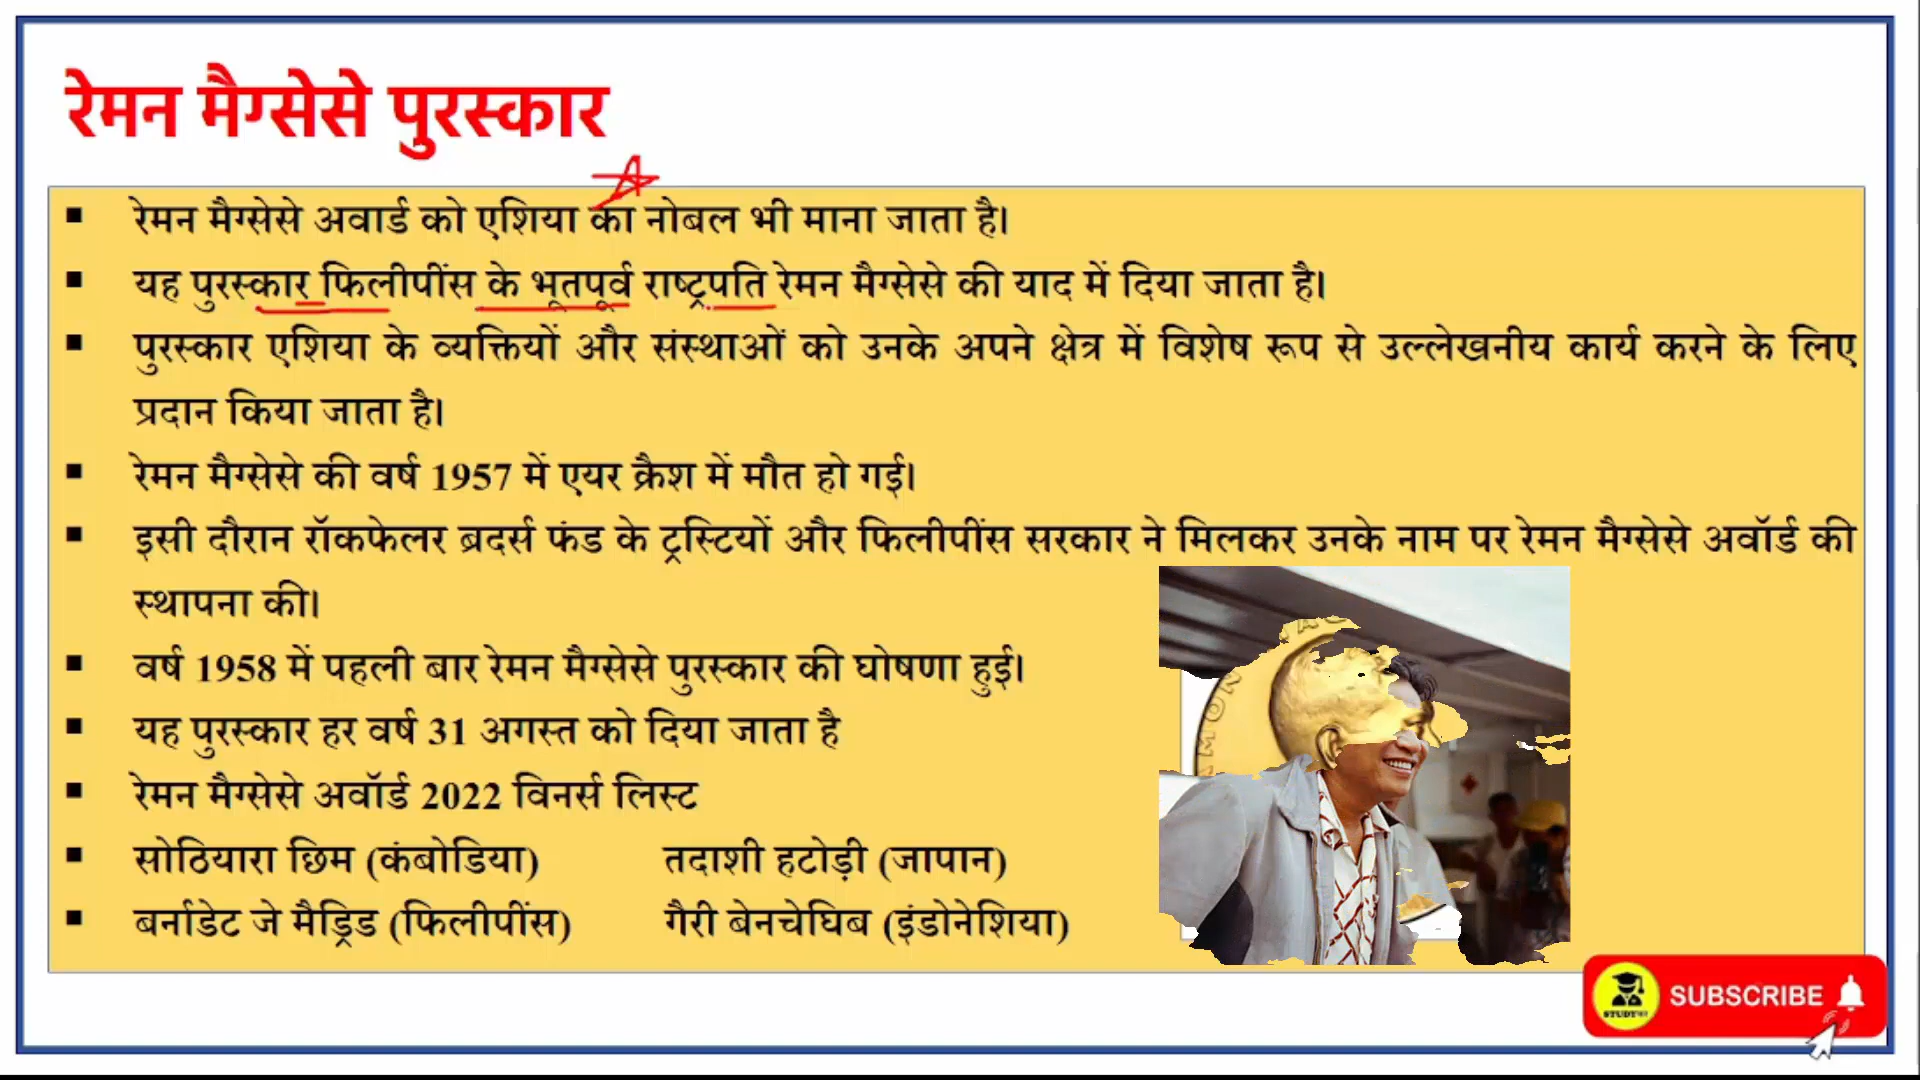 रेमन मैग्सेसे पुरस्कार
▪ रेमन मैग्सेसे अवार्ड को एशिया का नोबल भी माना जाता है।
▪ यह पुरस्कार फिलीपींस के भूतपूर्व राष्ट्रपति रेमन मैग्सेसे की याद में दिया जाता है।
▪ पुरस्कार एशिया के व्यक्तियों और संस्थाओं को उनके अपने क्षेत्र में विशेष रूप से उल्लेखनीय कार्य करने के लिए
प्रदान किया जाता है।
▪ रेमन मैग्सेसे की वर्ष 1957 में एयर क्रैश में मौत हो गई।
▪ इसी दौरान रॉकफेलर ब्रदर्स फंड के ट्रस्टियों और फिलीपींस सरकार ने मिलकर उनके नाम पर रेमन मैग्सेसे अवॉर्ड की
स्थापना की।
▪ वर्ष 1958 में पहली बार रेमन मैग्सेसे पुरस्कार की घोषणा हुई।
▪ यह पुरस्कार हर वर्ष 31 अगस्त को दिया जाता है
▪ रेमन मैग्सेसे अवॉर्ड 2022 विनर्स लिस्ट
▪ सोठियारा छिम (कंबोडिया) तदाशी हटोड़ी (जापान)
▪ बर्नाडेट जे मैड्रिड (फिलीपींस) गैरी बेनचेघिब (इंडोनेशिया)
SUBSCRIBE